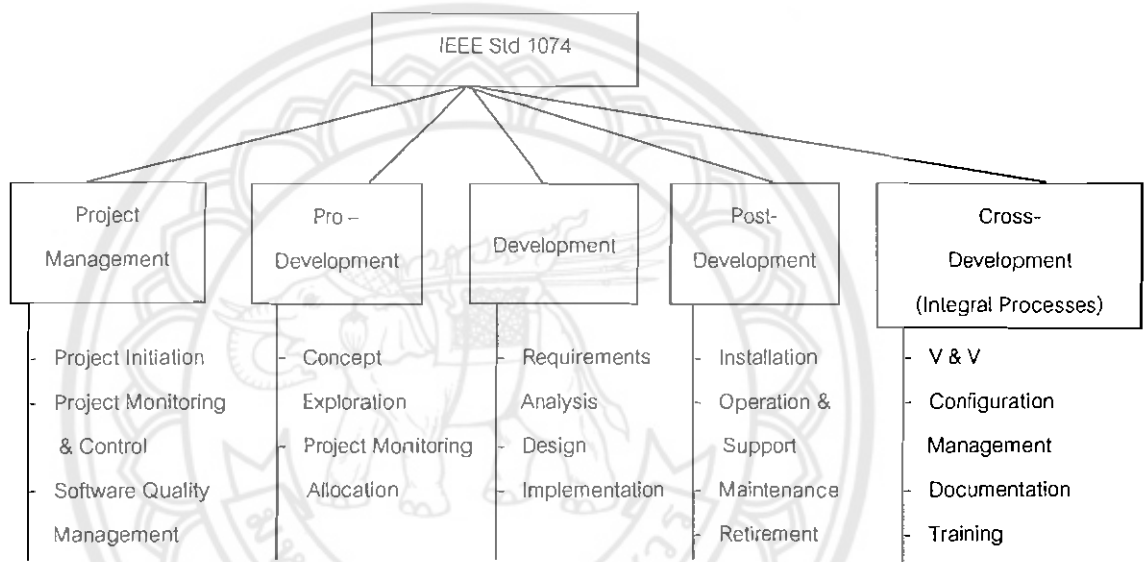 IEEE Std 1074
Project
Management
- Project Initiation
- Project Monitoring
& Control
- Software Quality
Management
Pro –
Development
- Concept
Exploration
- Project Monitoring
Allocation
Development
- Requirements
Analysis
- Design
- Implementation
Post-
Development
- Installation
- Operation &
Support
- Maintenance
- Retirement
Cross-
Development
(Integral Processes)
- V & V
- Configuration
Management
- Documentation
- Training